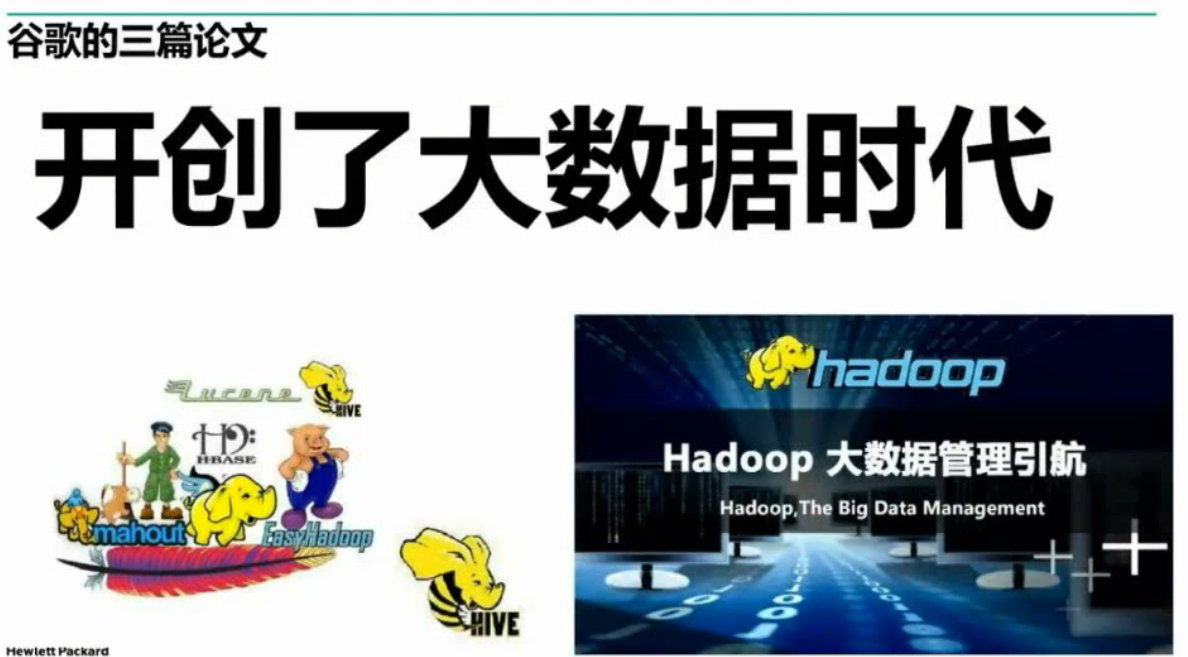 谷歌的三篇论文
开创了大数据时代
Lucene
HIVE
HBASE
mahout
EasyHadoop
HIVE
hadoop
Hadoop 大数据管理引航
Hadoop,The Big Data Management
Hewlett Packard